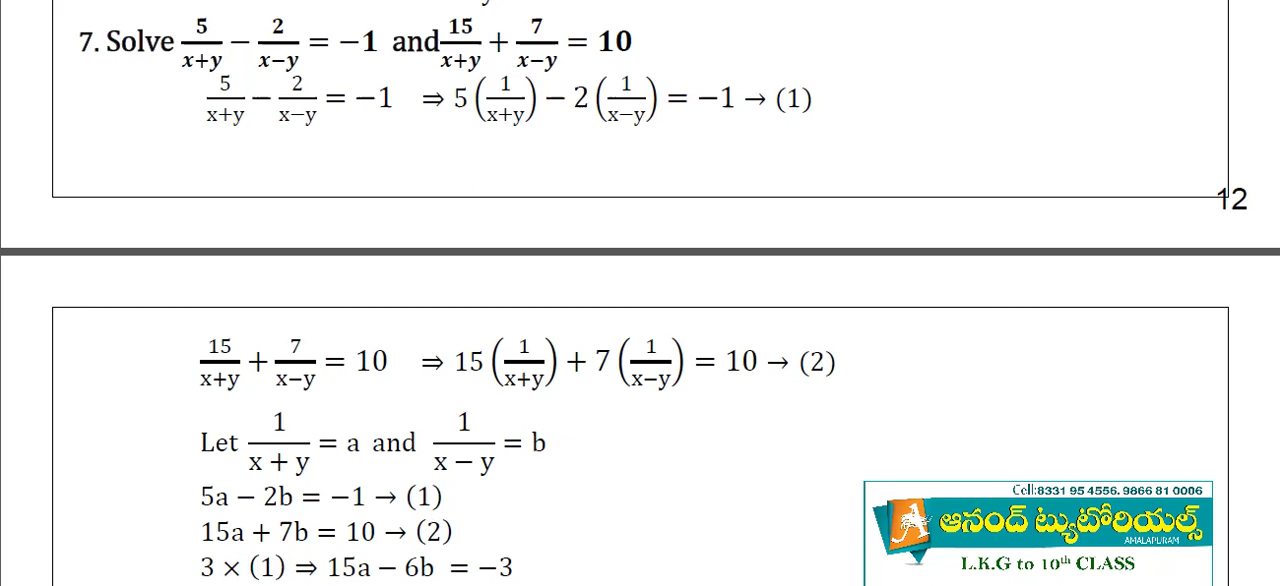 7. Solve 5/(x+y) − 2/(x−y) = −1 and 15/(x+y) + 7/(x−y) = 10
5/(x+y) − 2/(x−y) = −1 ⇒ 5(1/(x+y)) − 2(1/(x−y)) = −1 → (1)
12
15/(x+y) + 7/(x−y) = 10 ⇒ 15(1/(x+y)) + 7(1/(x−y)) = 10 → (2)
Let 1/(x + y) = a and 1/(x − y) = b
5a − 2b = −1 → (1)
15a + 7b = 10 → (2)
3 × (1) ⇒ 15a − 6b = −3
Cell:8331 95 4556. 9866 81 0006
A
ఆనంద్ ట్యుటోరియల్స్
AMALAPURAM
L.K.G to 10th CLASS